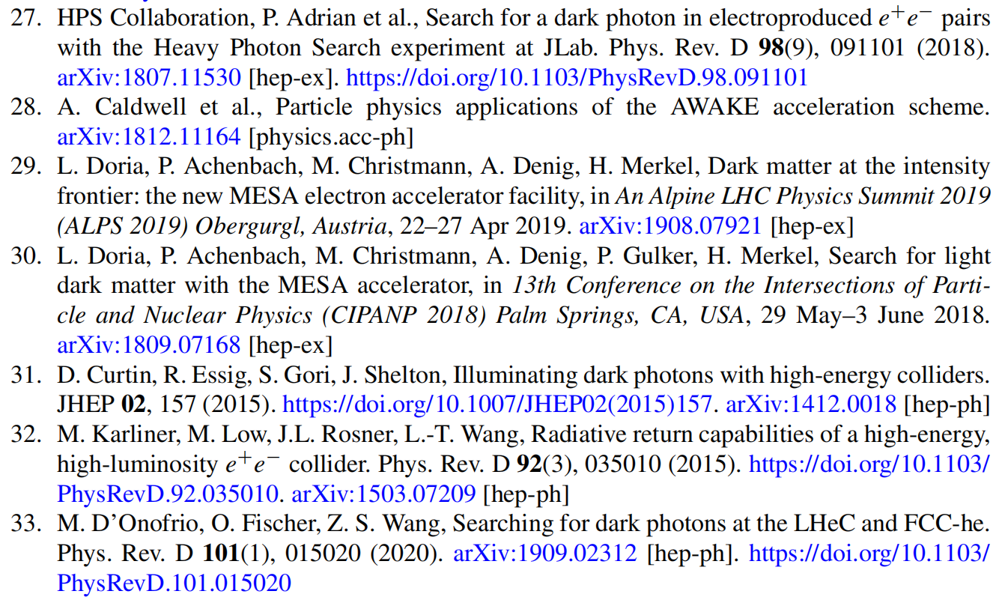 27. HPS Collaboration, P. Adrian et al., Search for a dark photon in electroproduced e⁺e⁻ pairs
with the Heavy Photon Search experiment at JLab. Phys. Rev. D 98(9), 091101 (2018).
arXiv:1807.11530 [hep-ex]. https://doi.org/10.1103/PhysRevD.98.091101
28. A. Caldwell et al., Particle physics applications of the AWAKE acceleration scheme.
arXiv:1812.11164 [physics.acc-ph]
29. L. Doria, P. Achenbach, M. Christmann, A. Denig, H. Merkel, Dark matter at the intensity
frontier: the new MESA electron accelerator facility, in An Alpine LHC Physics Summit 2019
(ALPS 2019) Obergurgl, Austria, 22–27 Apr 2019. arXiv:1908.07921 [hep-ex]
30. L. Doria, P. Achenbach, M. Christmann, A. Denig, P. Gulker, H. Merkel, Search for light
dark matter with the MESA accelerator, in 13th Conference on the Intersections of Parti-
cle and Nuclear Physics (CIPANP 2018) Palm Springs, CA, USA, 29 May–3 June 2018.
arXiv:1809.07168 [hep-ex]
31. D. Curtin, R. Essig, S. Gori, J. Shelton, Illuminating dark photons with high-energy colliders.
JHEP 02, 157 (2015). https://doi.org/10.1007/JHEP02(2015)157. arXiv:1412.0018 [hep-ph]
32. M. Karliner, M. Low, J.L. Rosner, L.-T. Wang, Radiative return capabilities of a high-energy,
high-luminosity e⁺e⁻ collider. Phys. Rev. D 92(3), 035010 (2015). https://doi.org/10.1103/
PhysRevD.92.035010. arXiv:1503.07209 [hep-ph]
33. M. D’Onofrio, O. Fischer, Z. S. Wang, Searching for dark photons at the LHeC and FCC-he.
Phys. Rev. D 101(1), 015020 (2020). arXiv:1909.02312 [hep-ph]. https://doi.org/10.1103/
PhysRevD.101.015020